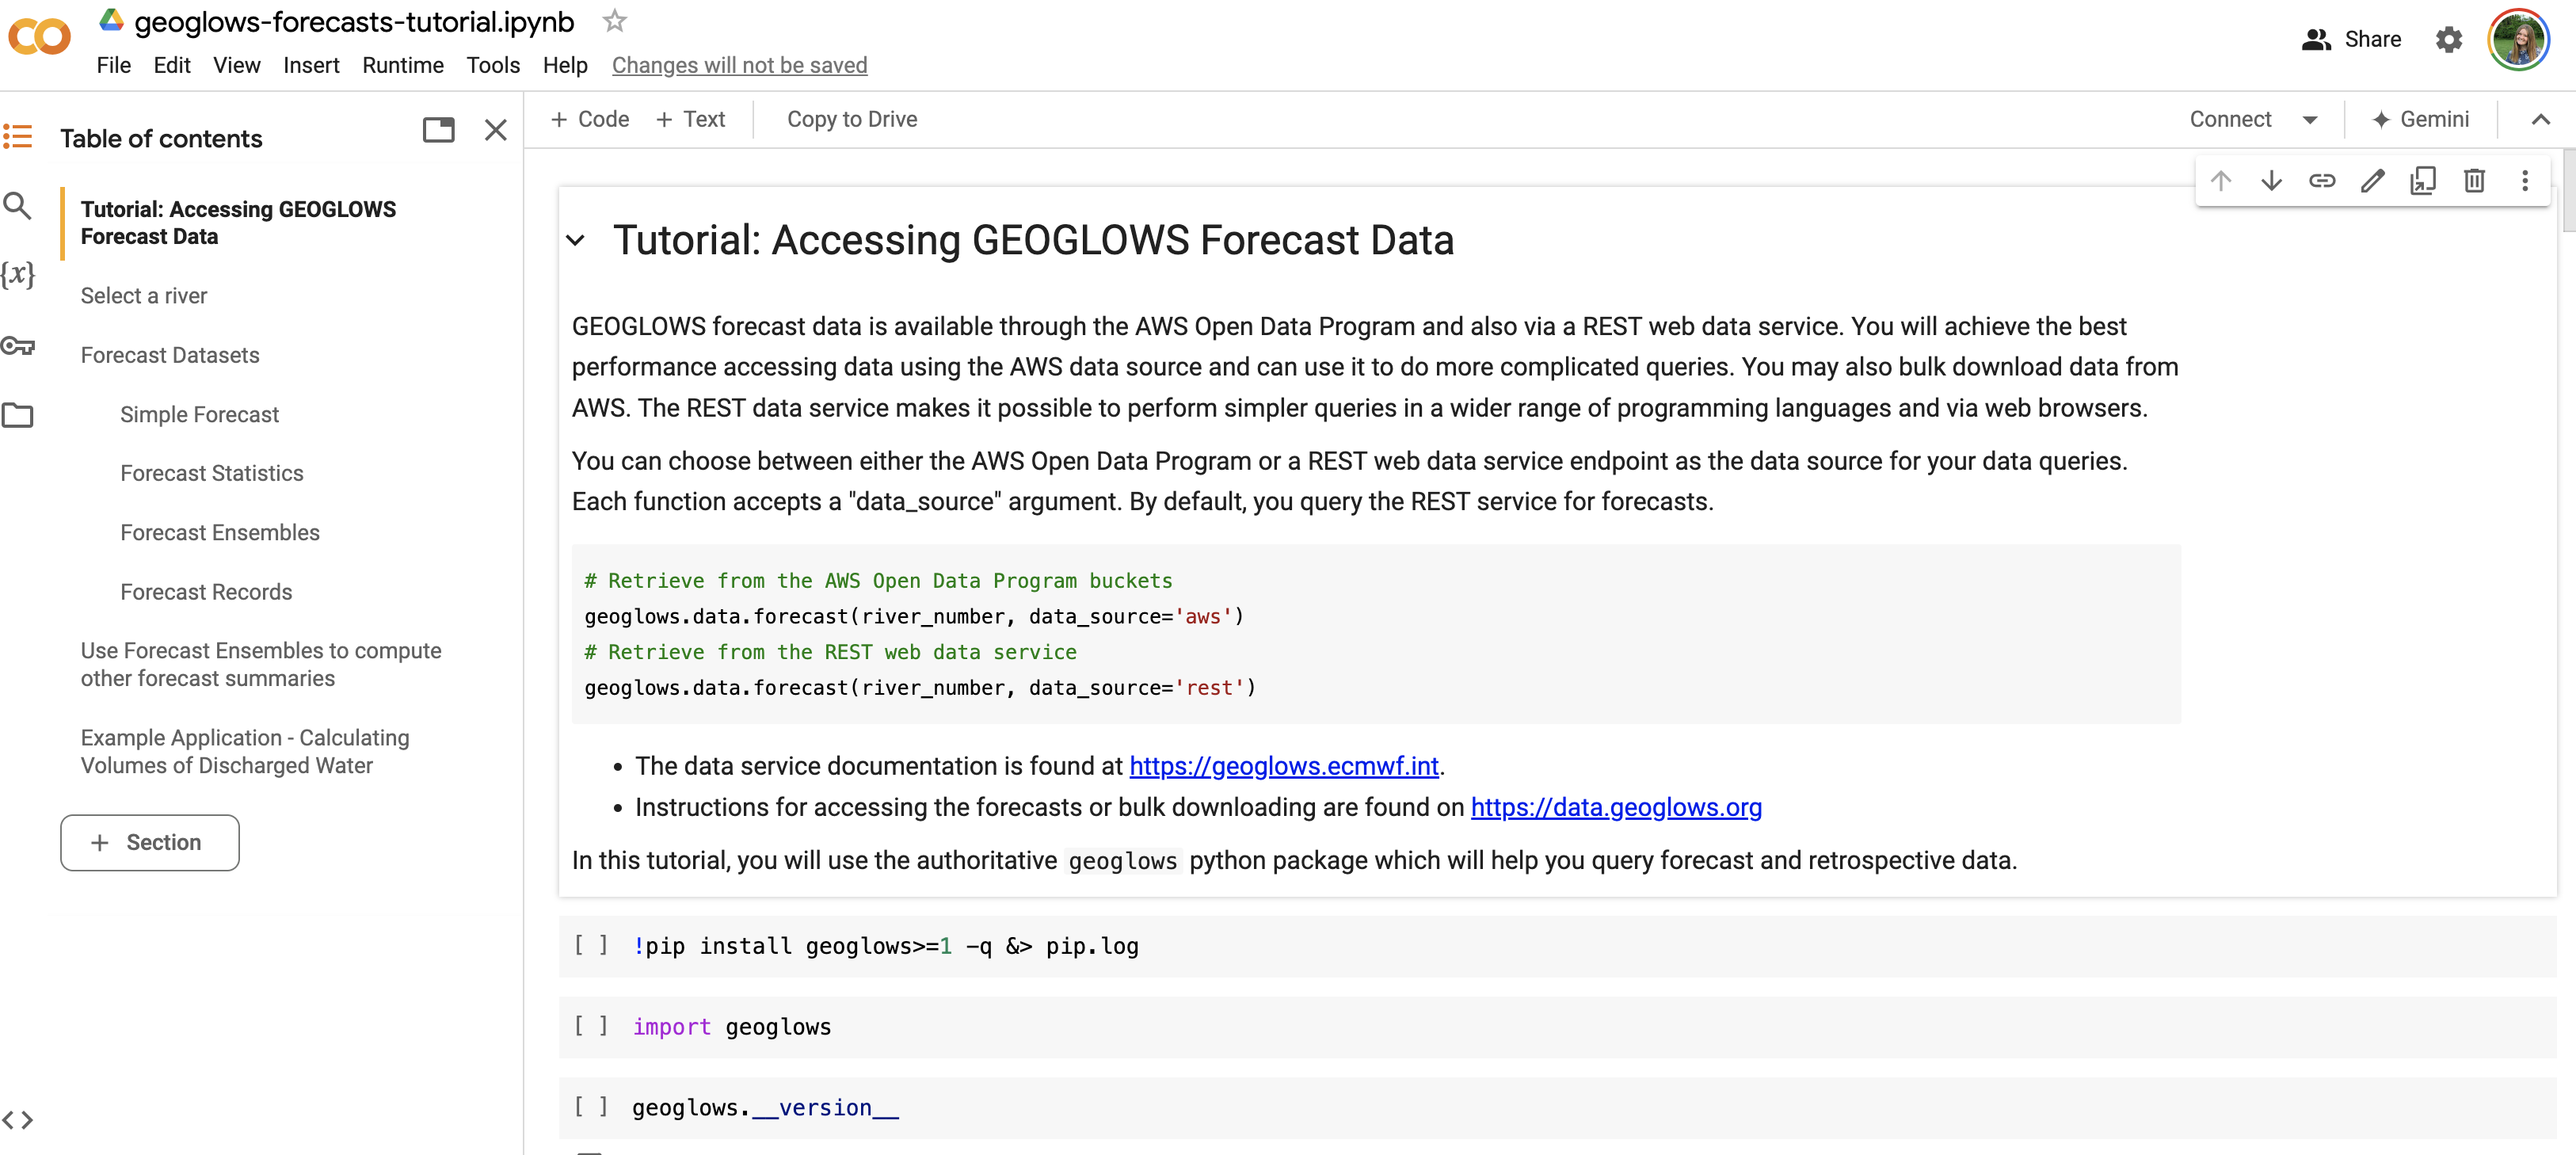 geoglows-forecasts-tutorial.ipynb
File Edit View Insert Runtime Tools Help Changes will not be saved
Share
Table of contents
Tutorial: Accessing GEOGLOWS
Forecast Data
Select a river
Forecast Datasets
Simple Forecast
Forecast Statistics
Forecast Ensembles
Forecast Records
Use Forecast Ensembles to compute
other forecast summaries
Example Application - Calculating
Volumes of Discharged Water
+ Section
{x}
<>
+ Code + Text Copy to Drive
Connect Gemini
Tutorial: Accessing GEOGLOWS Forecast Data
GEOGLOWS forecast data is available through the AWS Open Data Program and also via a REST web data service. You will achieve the best
performance accessing data using the AWS data source and can use it to do more complicated queries. You may also bulk download data from
AWS. The REST data service makes it possible to perform simpler queries in a wider range of programming languages and via web browsers.
You can choose between either the AWS Open Data Program or a REST web data service endpoint as the data source for your data queries.
Each function accepts a "data_source" argument. By default, you query the REST service for forecasts.
# Retrieve from the AWS Open Data Program buckets
geoglows.data.forecast(river_number, data_source='aws')
# Retrieve from the REST web data service
geoglows.data.forecast(river_number, data_source='rest')
• The data service documentation is found at https://geoglows.ecmwf.int.
• Instructions for accessing the forecasts or bulk downloading are found on https://data.geoglows.org
In this tutorial, you will use the authoritative geoglows python package which will help you query forecast and retrospective data.
[ ] !pip install geoglows>=1 -q &> pip.log
[ ] import geoglows
[ ] geoglows.__version__